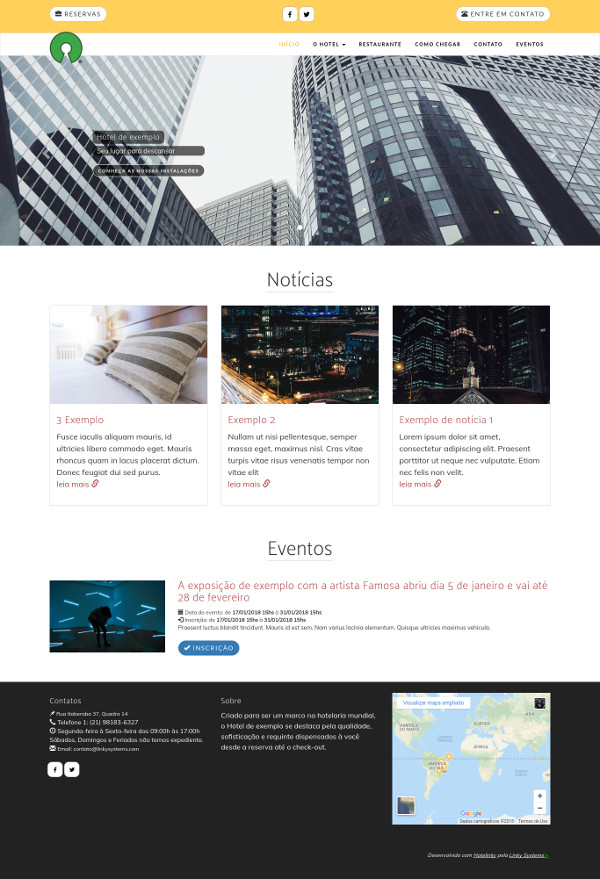 RESERVAS
ENTRE EM CONTATO
INÍCIO O HOTEL RESTAURANTE COMO CHEGAR CONTATO EVENTOS
Hotel de exemplo
Seu lugar para descansar
CONHEÇA AS NOSSAS INSTALAÇÕES
Notícias
3 Exemplo
Fusce iaculis aliquam mauris, id
ultricies libero commodo eget. Mauris
rhoncus quam in lacus placerat dictum.
Donec feugiat dui sed purus.
leia mais
Exemplo 2
Nullam ut nisi pellentesque, semper
massa eget, maximus nisl. Cras vitae
turpis vitae risus venenatis tempor non
vitae elit
leia mais
Exemplo de notícia 1
Lorem ipsum dolor sit amet,
consectetur adipiscing elit. Praesent
porttitor ut neque nec vulputate. Etiam
nec felis non velit.
leia mais
Eventos
A exposição de exemplo com a artista Famosa abriu dia 5 de janeiro e vai até
28 de fevereiro
Data do evento: de 17/01/2018 15hs à 31/01/2018 15hs
Inscrição: de 17/01/2018 15hs à 31/01/2018 15hs
Praesent luctus blandit tincidunt. Mauris id est sem. Nam varius lacinia elementum. Quisque ultricies maximus vehicula.
INSCRIÇÃO
Contatos
Rua Itaberaba 37, Quadra 14
Telefone 1: (21) 98183-6327
Segunda-feira à Sexta-feira das 09:00h às 17:00h
Sábados, Domingos e Feriados não temos expediente.
Email: contato@linkysystems.com
Sobre
Criado para ser um marco na hotelaria mundial,
o Hotel de exemplo se destaca pela qualidade,
sofisticação e requinte dispensados à você
desde a reserva até o check-out.
Visualizar mapa ampliado
AMÉRICA DO NORTE
EUROPA
ÁSIA
ÁFRICA
AMÉRICA DO SUL
Google
Dados cartográficos ©2018 Termos de Uso
Desenvolvido com Hotelinky pela Linky Systems